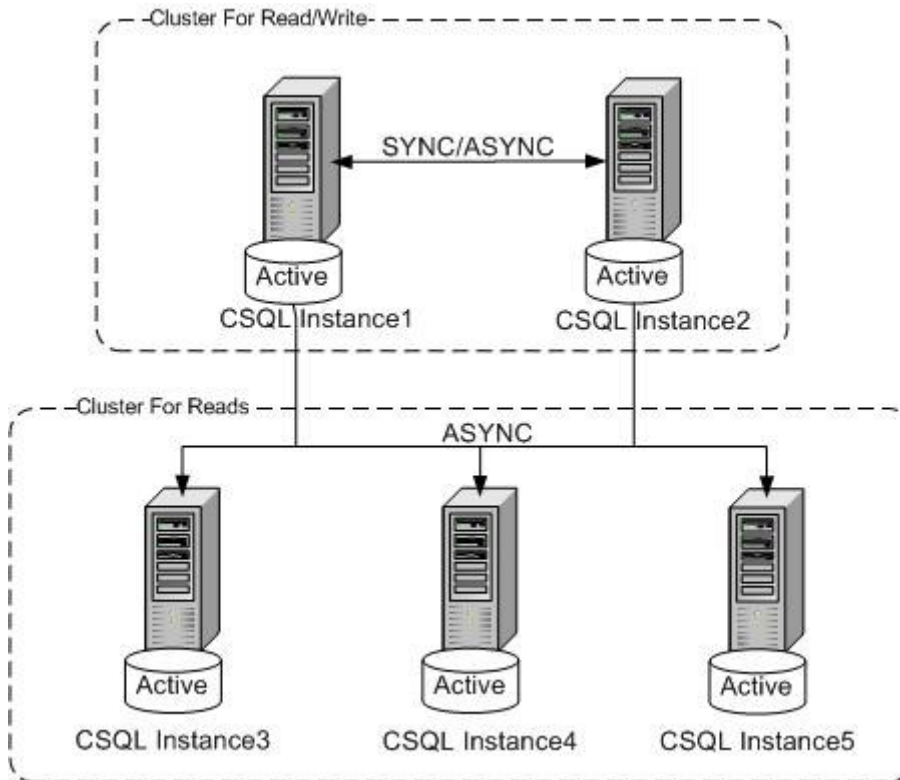 Cluster For Read/Write
SYNC/ASYNC
Active
Active
CSQL Instance1
CSQL Instance2
Cluster For Reads
ASYNC
Active
Active
Active
CSQL Instance3
CSQL Instance4
CSQL Instance5